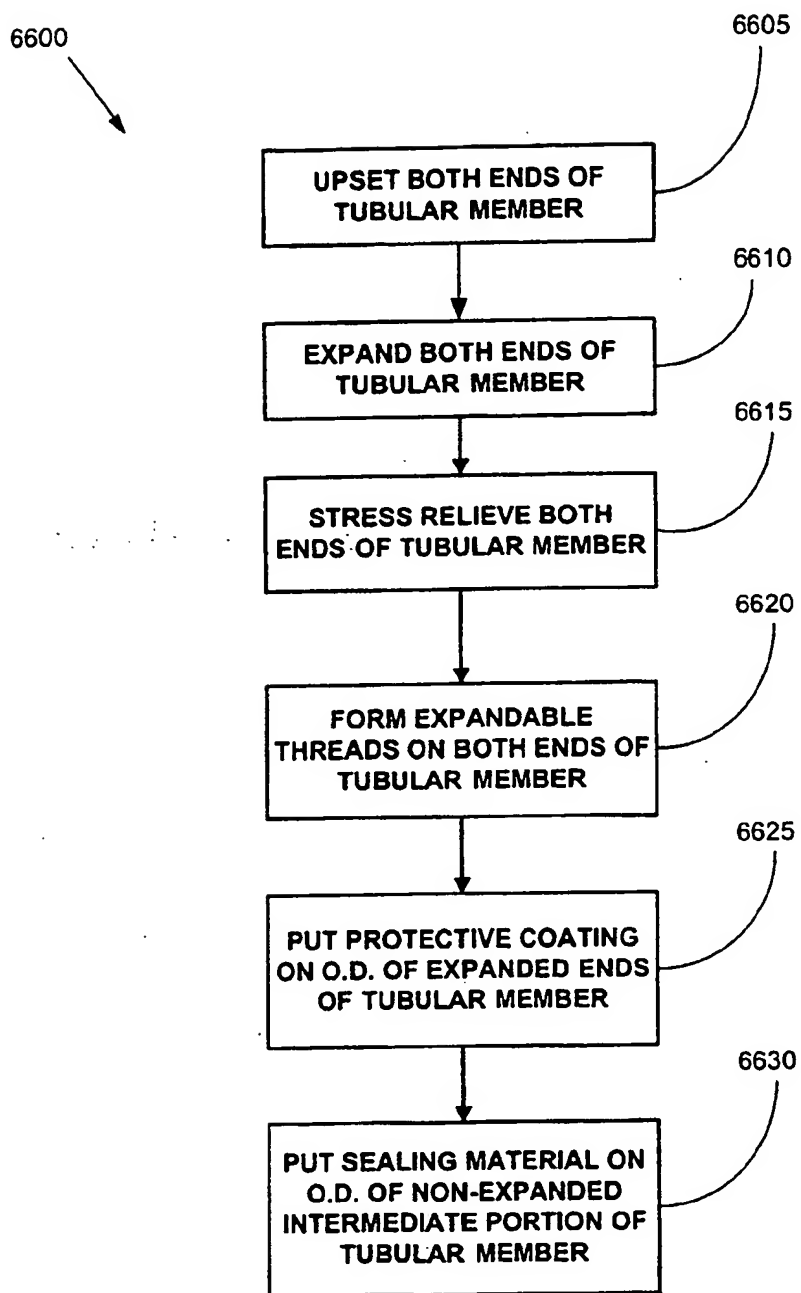 6600
6605
UPSET BOTH ENDS OF
TUBULAR MEMBER
6610
EXPAND BOTH ENDS OF
TUBULAR MEMBER
6615
STRESS RELIEVE BOTH
ENDS OF TUBULAR MEMBER
6620
FORM EXPANDABLE
THREADS ON BOTH ENDS OF
TUBULAR MEMBER
6625
PUT PROTECTIVE COATING
ON O.D. OF EXPANDED ENDS
OF TUBULAR MEMBER
6630
PUT SEALING MATERIAL ON
O.D. OF NON-EXPANDED
INTERMEDIATE PORTION OF
TUBULAR MEMBER